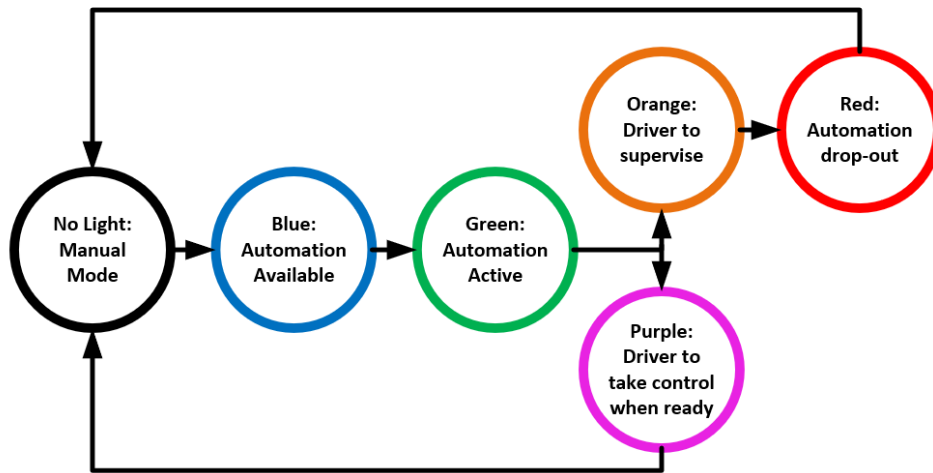 No Light:
Manual
Mode
Blue:
Automation
Available
Green:
Automation
Active
Orange:
Driver to
supervise
Red:
Automation
drop-out
Purple:
Driver to
take control
when ready